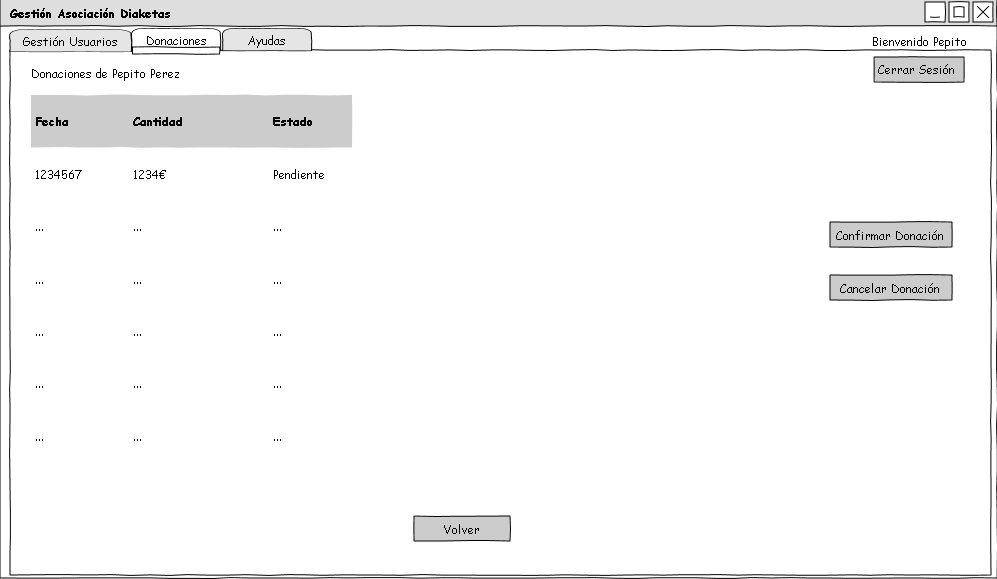 Gestión Asociación Diaketas
Gestión Usuarios Donaciones Ayudas
Bienvenido Pepito
Cerrar Sesión
Donaciones de Pepito Perez
Fecha Cantidad Estado
1234567 1234€ Pendiente
... ... ...
Confirmar Donación
... ... ...
Cancelar Donación
... ... ...
... ... ...
... ... ...
Volver